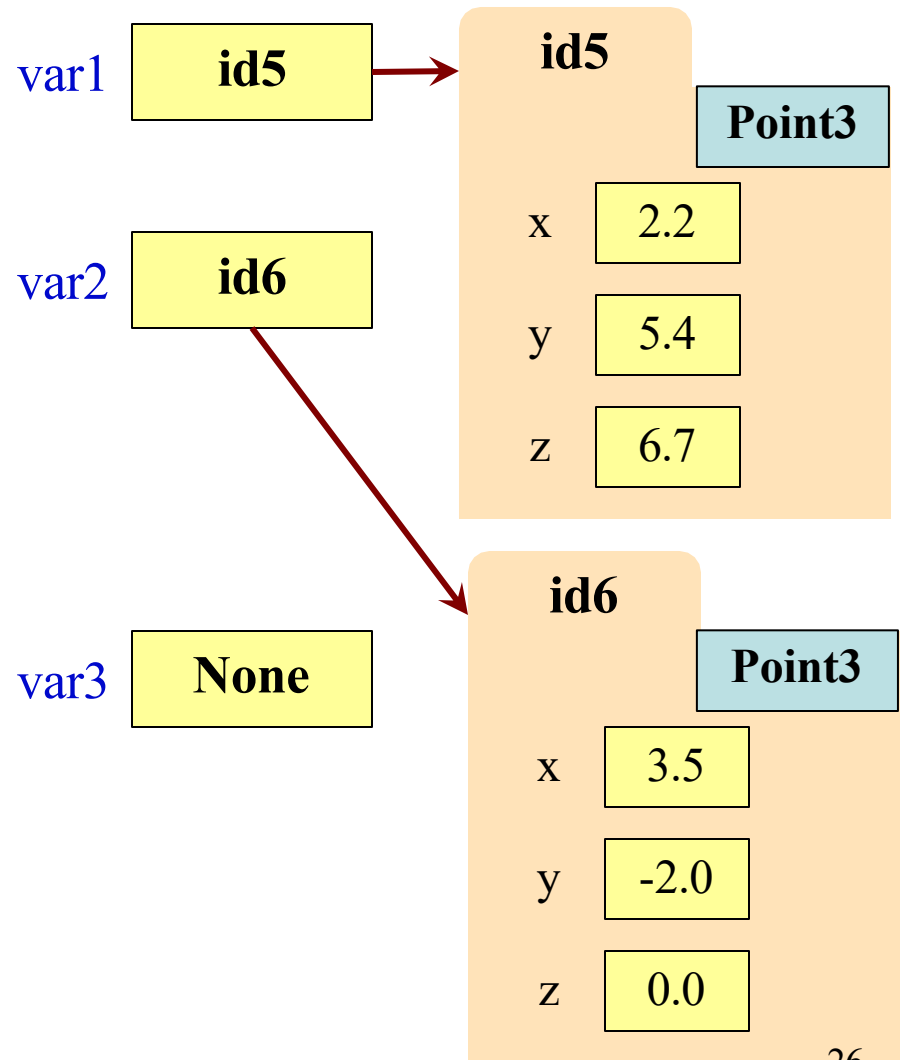 var1
id5
id5
Point3
x
2.2
y
5.4
z
6.7
var2
id6
id6
Point3
x
3.5
y
-2.0
z
0.0
var3
None
26